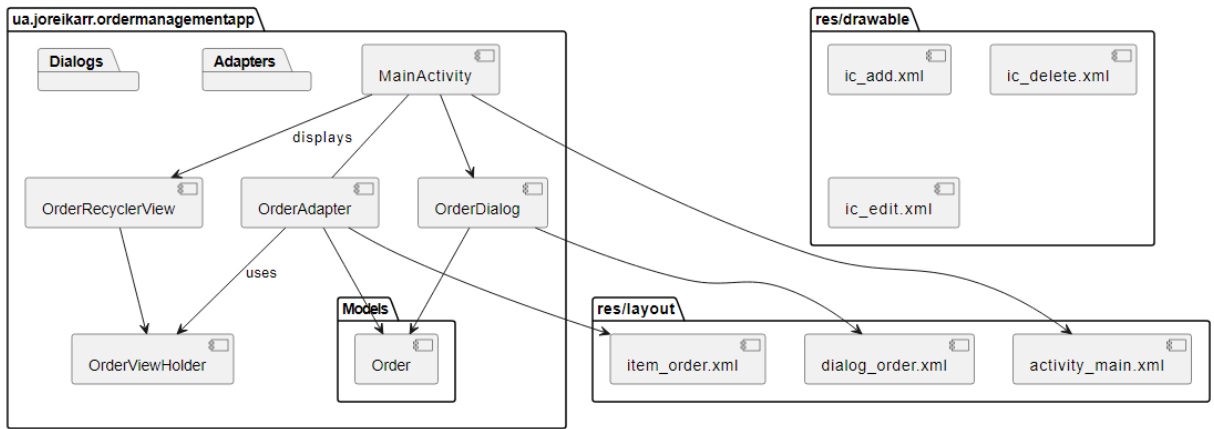 ua.joreikarr.ordermanagementapp
Dialogs
Adapters
MainActivity
displays
OrderRecyclerView
OrderAdapter
OrderDialog
uses
Models
OrderViewHolder
Order
res/drawable
ic_add.xml
ic_delete.xml
ic_edit.xml
res/layout
item_order.xml
dialog_order.xml
activity_main.xml